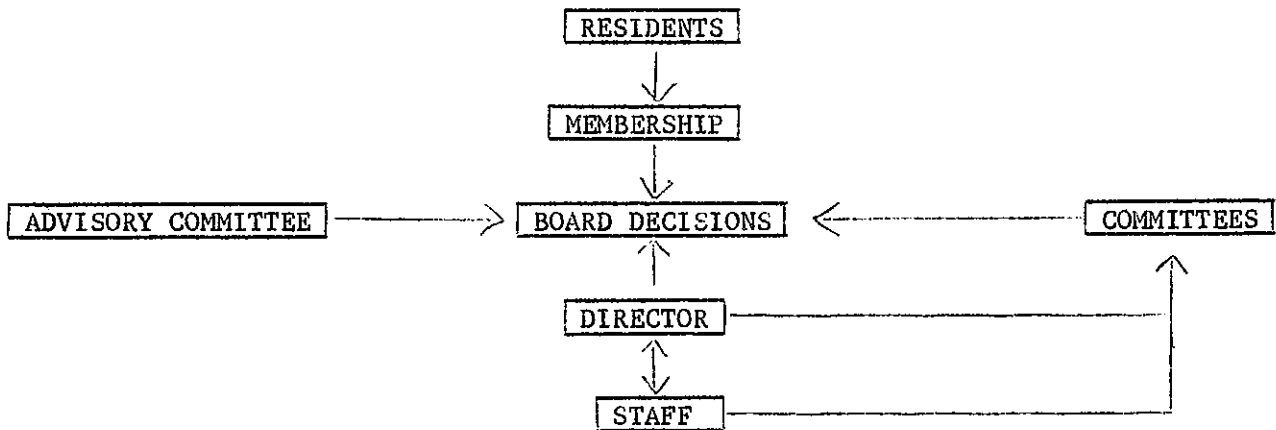 RESIDENTS
MEMBERSHIP
ADVISORY COMMITTEE BOARD DECISIONS COMMITTEES
DIRECTOR
STAFF